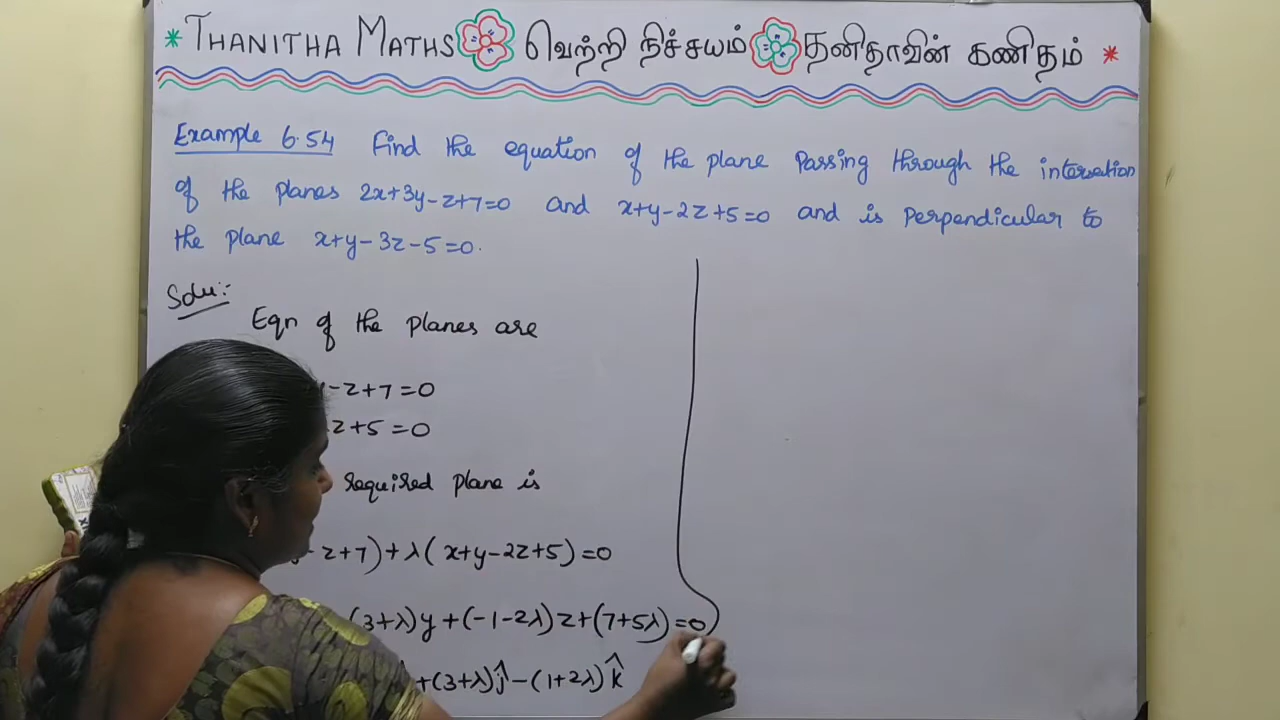 * THANITHA MATHS வெற்றி நிச்சயம் தனிதாவின் கணிதம் *
Example 6.54 Find the equation of the plane Passing through the intersection
of the planes 2x+3y-z+7=0 and x+y-2z+5=0 and is perpendicular to
the plane x+y-3z-5=0.
Solu:-
Eqn of the planes are
-z+7=0
z+5=0
required plane is
-z+7)+λ(x+y-2z+5)=0
(3+λ)y+(-1-2λ)z+(7+5λ)=0
+(3+λ)ĵ-(1+2λ)k̂